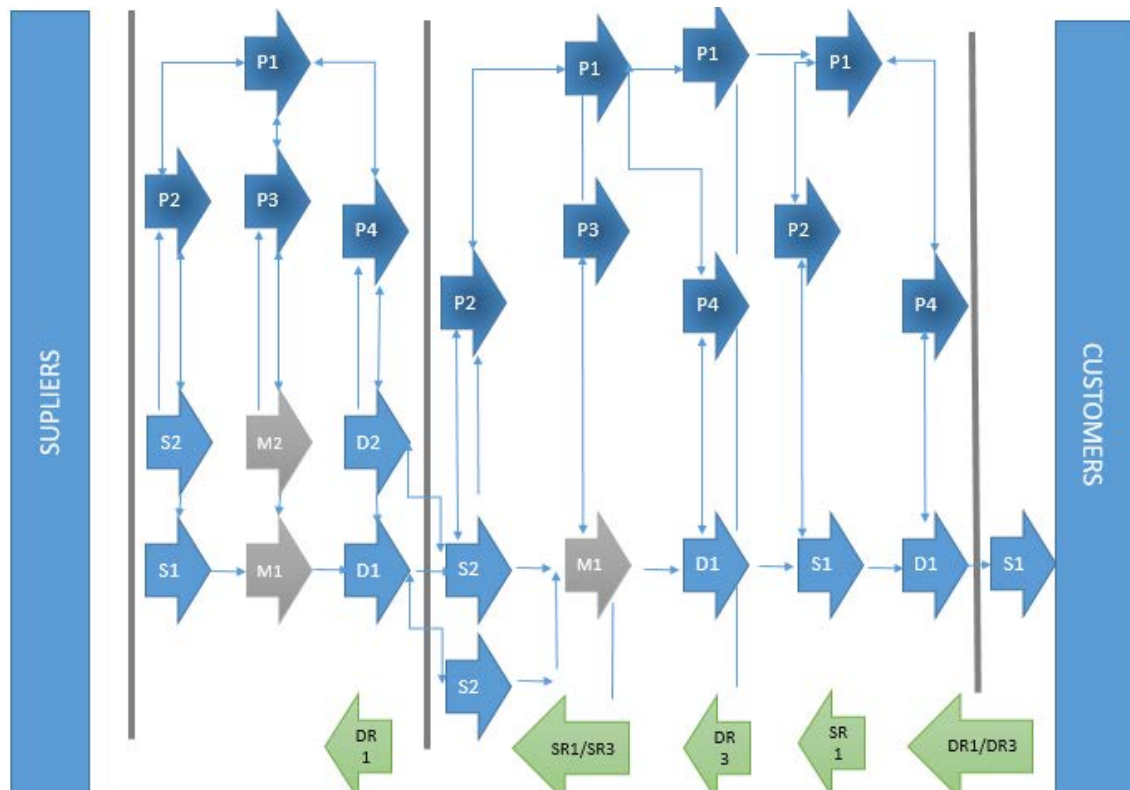 SUPLIERS
P1
P1
P1
P1
P2
P3
P4
P3
P2
P2
P4
P4
S2
M2
D2
S1
M1
D1
S2
M1
D1
S1
D1
S1
S2
DR
1
SR1/SR3
DR
3
SR
1
DR1/DR3
CUSTOMERS